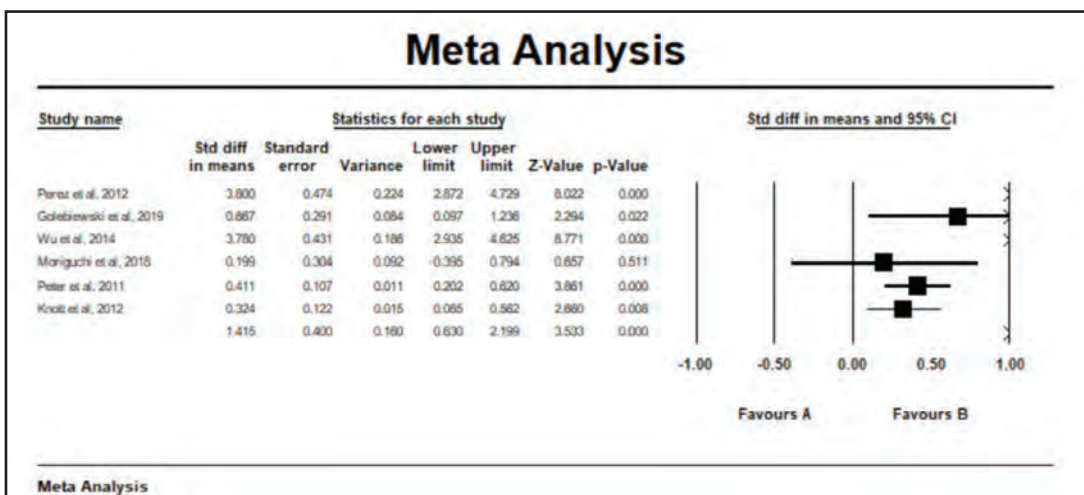 Meta Analysis
Study name Statistics for each study Std diff in means and 95% CI
Std diff in means Standard error Variance Lower limit Upper limit Z-Value p-Value
Perez et al, 2012 3.800 0.474 0.224 2.872 4.729 8.022 0.000
Golebiewski et al, 2019 0.667 0.291 0.084 0.097 1.236 2.294 0.022
Wu et al, 2014 3.780 0.431 0.186 2.935 4.625 8.771 0.000
Moriguchi et al, 2018 0.199 0.304 0.092 -0.395 0.794 0.657 0.511
Peter et al. 2011 0.411 0.107 0.011 0.202 0.620 3.861 0.000
Knott et al, 2012 0.324 0.122 0.015 0.085 0.562 2.660 0.008
1.415 0.400 0.160 0.630 2.199 3.533 0.000
-1.00 -0.50 0.00 0.50 1.00
Favours A Favours B
Meta Analysis